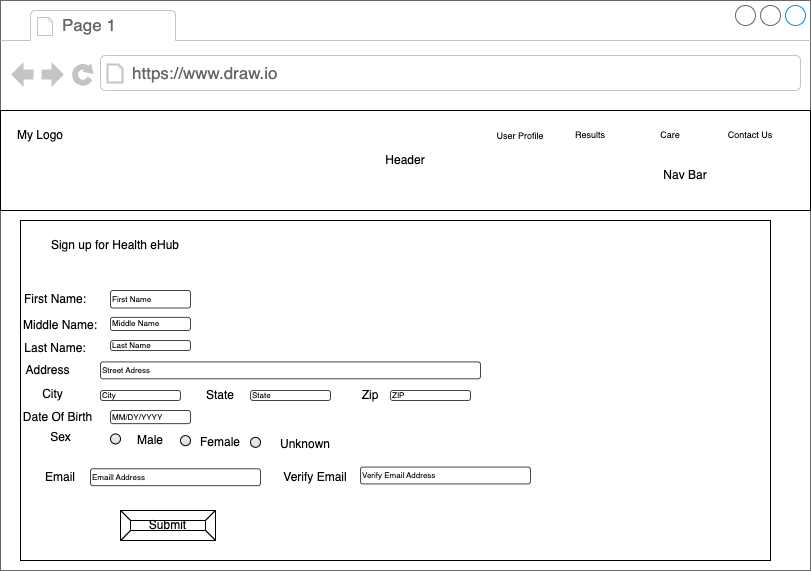 Page 1
https://www.draw.io
My Logo
User Profile Results Care Contact Us
Header
Nav Bar
Sign up for Health eHub
First Name: First Name
Middle Name: Middle Name
Last Name: Last Name
Address Street Adress
City City State State Zip ZIP
Date Of Birth MM/DY/YYYY
Sex Male Female Unknown
Email Emaill Address Verify Email Verify Email Address
Submit